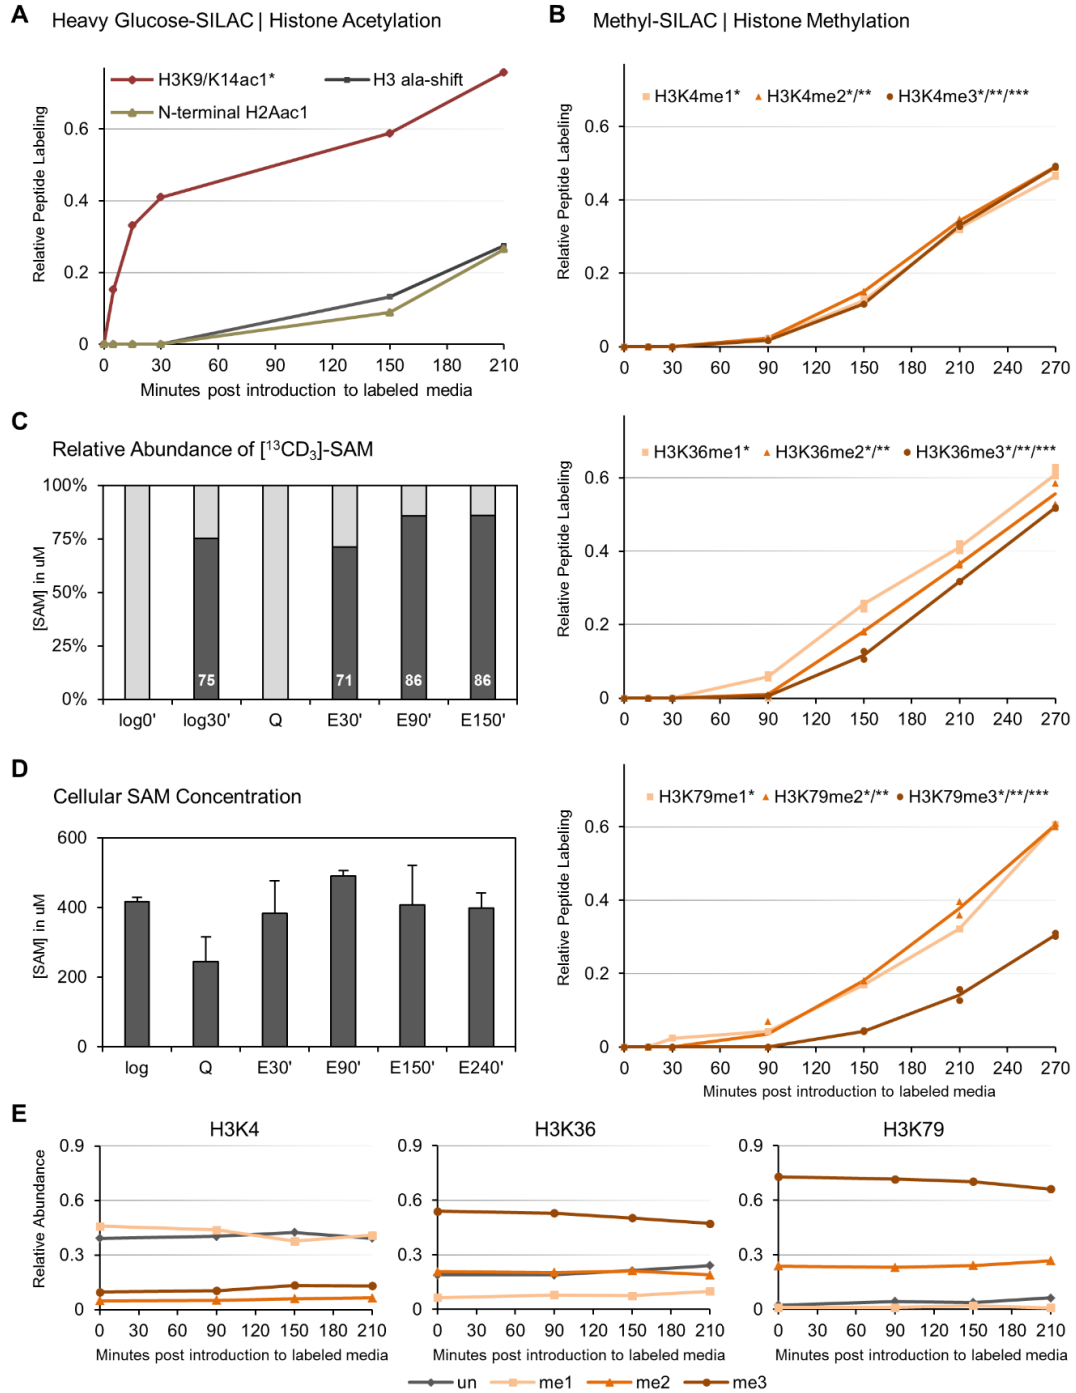 A Heavy Glucose-SILAC | Histone Acetylation
H3K9/K14ac1* H3 ala-shift
N-terminal H2Aac1
Relative Peptide Labeling
0.6
0.4
0.2
0
0 30 60 90 120 150 180 210
Minutes post introduction to labeled media
B Methyl-SILAC | Histone Methylation
H3K4me1* H3K4me2*/** H3K4me3*/**/***
Relative Peptide Labeling
0.6
0.4
0.2
0
0 30 60 90 120 150 180 210 240 270
H3K36me1* H3K36me2*/** H3K36me3*/**/***
Relative Peptide Labeling
0.6
0.4
0.2
0
0 30 60 90 120 150 180 210 240 270
H3K79me1* H3K79me2*/** H3K79me3*/**/***
Relative Peptide Labeling
0.6
0.4
0.2
0
0 30 60 90 120 150 180 210 240 270
Minutes post introduction to labeled media
C Relative Abundance of [¹³CD₃]-SAM
[SAM] in uM
100%
75%
50%
25%
0%
75 71 86 86
log0' log30' Q E30' E90' E150'
D Cellular SAM Concentration
[SAM] in uM
600
400
200
0
log Q E30' E90' E150' E240'
E
H3K4
Relative Abundance
0.9
0.6
0.3
0
0 30 60 90 120 150 180 210
Minutes post introduction to labeled media
H3K36
0.9
0.6
0.3
0
0 30 60 90 120 150 180 210
Minutes post introduction to labeled media
H3K79
0.9
0.6
0.3
0
0 30 60 90 120 150 180 210
Minutes post introduction to labeled media
un me1 me2 me3